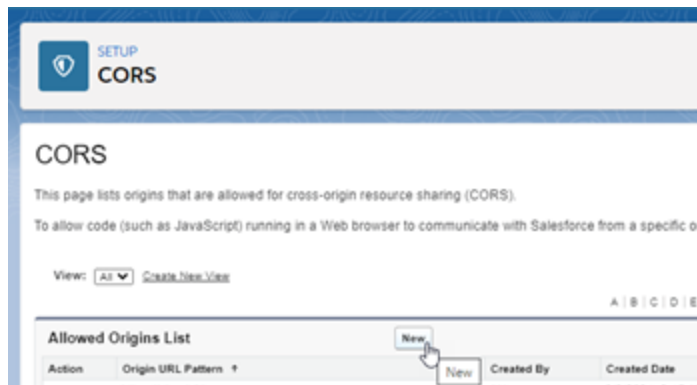 SETUP
CORS
CORS
This page lists origins that are allowed for cross-origin resource sharing (CORS).
To allow code (such as JavaScript) running in a Web browser to communicate with Salesforce from a specific o
View: All Create New View
A | B | C | D | E
Allowed Origins List New
New
Action Origin URL Pattern ↑ Created By Created Date